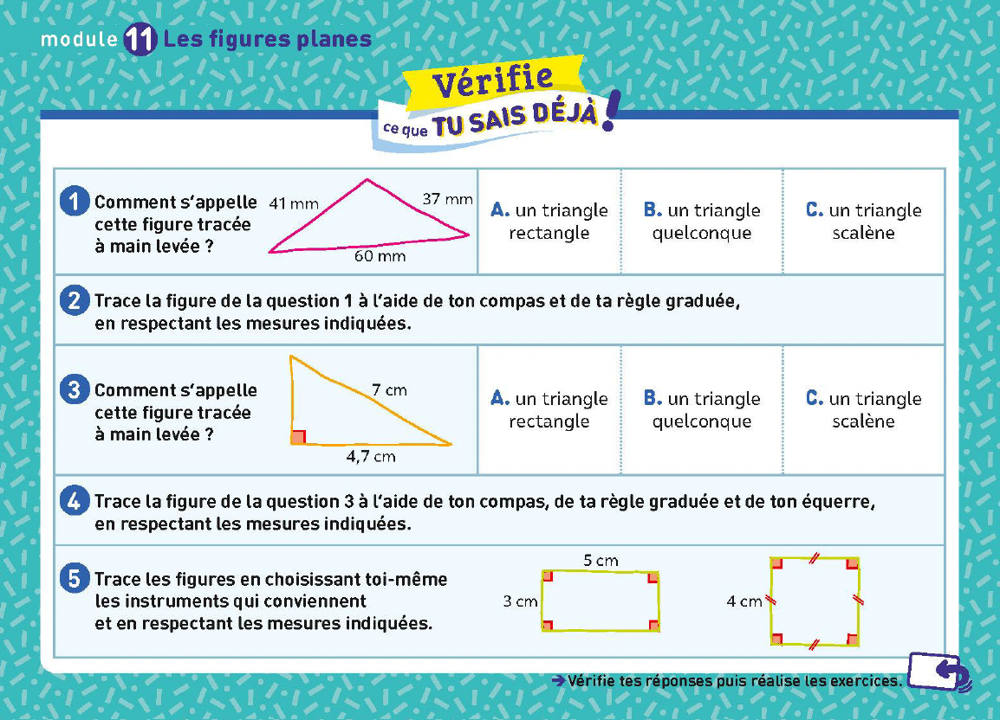 module 11 Les figures planes
Vérifie
ce que TU SAIS DÉJÀ !
1 Comment s'appelle
cette figure tracée
à main levée ?
41 mm
37 mm
60 mm
A. un triangle
rectangle
B. un triangle
quelconque
C. un triangle
scalène
2 Trace la figure de la question 1 à l'aide de ton compas et de ta règle graduée,
en respectant les mesures indiquées.
3 Comment s'appelle
cette figure tracée
à main levée ?
7 cm
4,7 cm
A. un triangle
rectangle
B. un triangle
quelconque
C. un triangle
scalène
4 Trace la figure de la question 3 à l'aide de ton compas, de ta règle graduée et de ton équerre,
en respectant les mesures indiquées.
5 Trace les figures en choisissant toi-même
les instruments qui conviennent
et en respectant les mesures indiquées.
5 cm
3 cm
4 cm
➔ Vérifie tes réponses puis réalise les exercices.